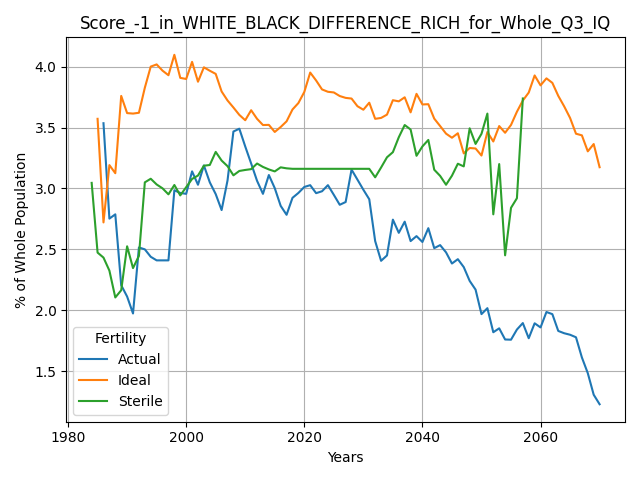 Score_-1_in_WHITE_BLACK_DIFFERENCE_RICH_for_Whole_Q3_IQ
% of Whole Population
4.0
3.5
3.0
2.5
2.0
1.5
Fertility
Actual
Ideal
Sterile
1980
2000
2020
2040
2060
Years